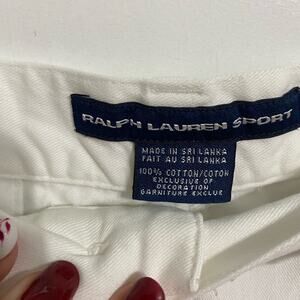 RALPH LAUREN SPORT
MADE IN SRI LANKA
FAIT AU SRI LANKA
100% COTTON/COTON
EXCLUSIVE OF
DECORATION
GARNITURE EXCLUE